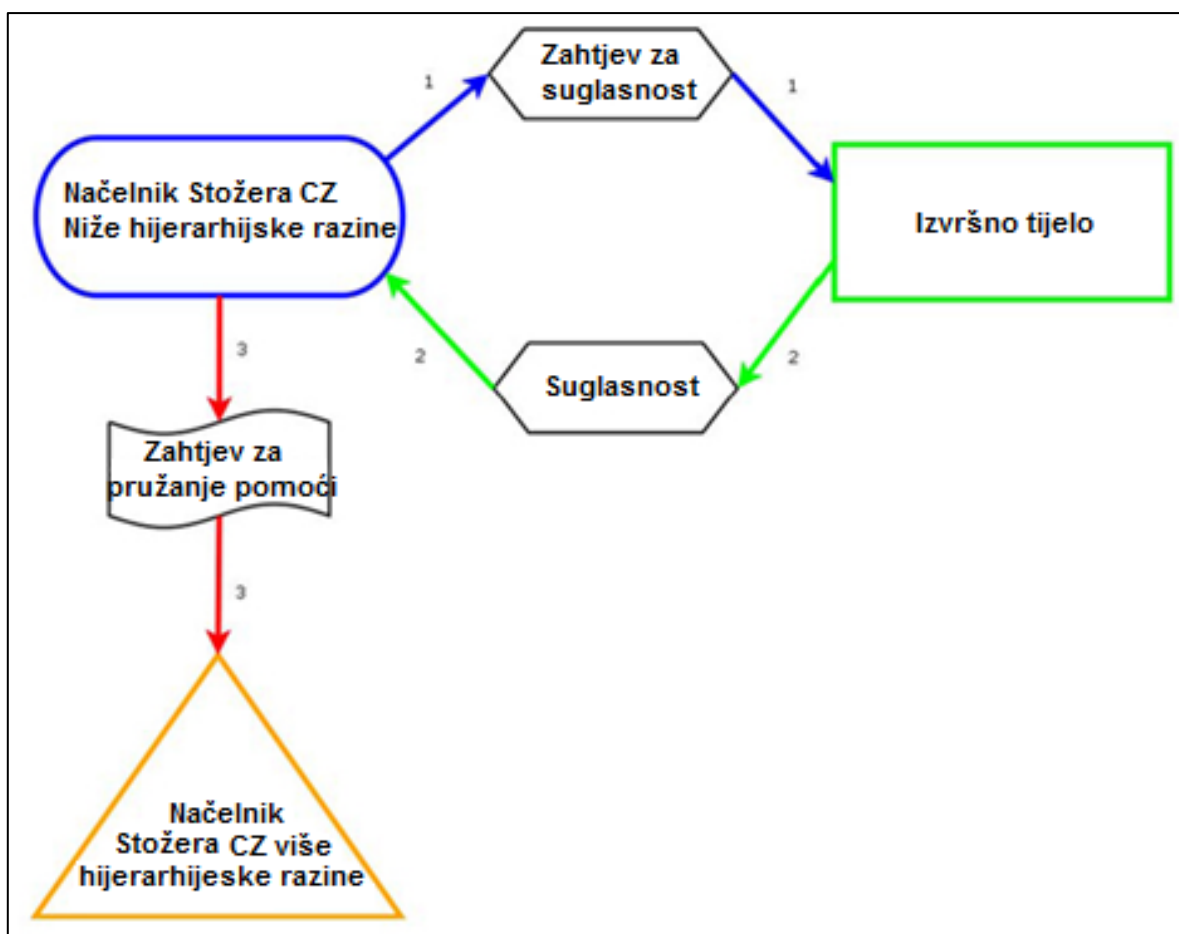 Zahtjev za
suglasnost
1
1
Načelnik Stožera CZ
Niže hijerarhijske razine
Izvršno tijelo
2
2
Suglasnost
3
Zahtjev za
pružanje pomoći
3
Načelnik
Stožera CZ više
hijerarhijeske razine